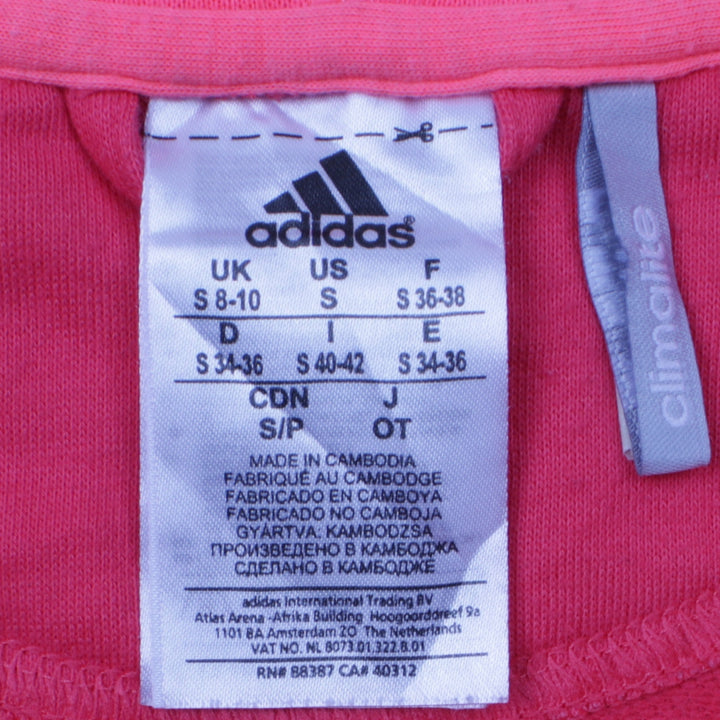 adidas®
UK US F
S 8-10 S S 36-38
D I E
S 34-36 S 40-42 S 34-36
CDN J
S/P OT
MADE IN CAMBODIA
FABRIQUÉ AU CAMBODGE
FABRICADO EN CAMBOYA
FABRICADO NO CAMBOJA
GYÁRTVA: KAMBODZSA
ПРОИЗВЕДЕНО В КАМБОДЖА
СДЕЛАНО В КАМБОДЖЕ
adidas International Trading BV
Atlas Arena -Afrika Building Hoogoorddreef 9a
1101 BA Amsterdam ZO The Netherlands
VAT NO. NL 8073.01.322.B.01
RN# 88387 CA# 40312
climalite